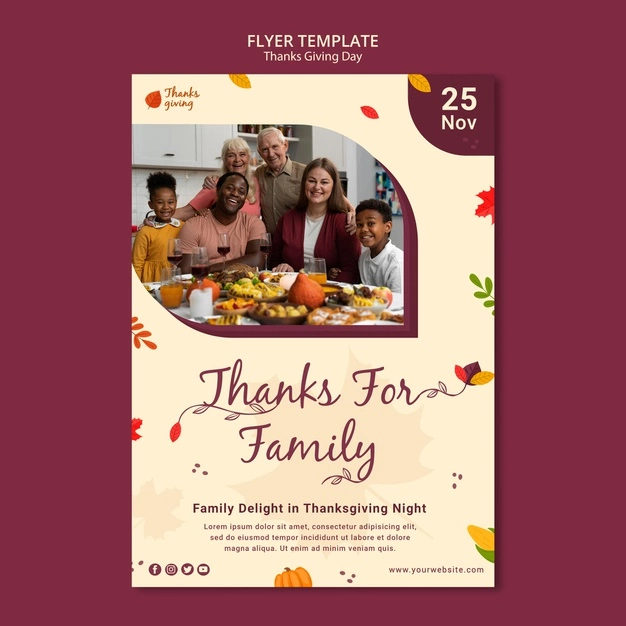 FLYER TEMPLATE
Thanks Giving Day
Thanks
giving
25
Nov
Thanks For
Family
Family Delight in Thanksgiving Night
Lorem ipsum dolor sit amet, consectetur adipisicing elit,
sed do eiusmod tempor incididunt ut labore et dolore
magna aliqua. Ut enim ad minim veniam quis.
www.yourwebsite.com